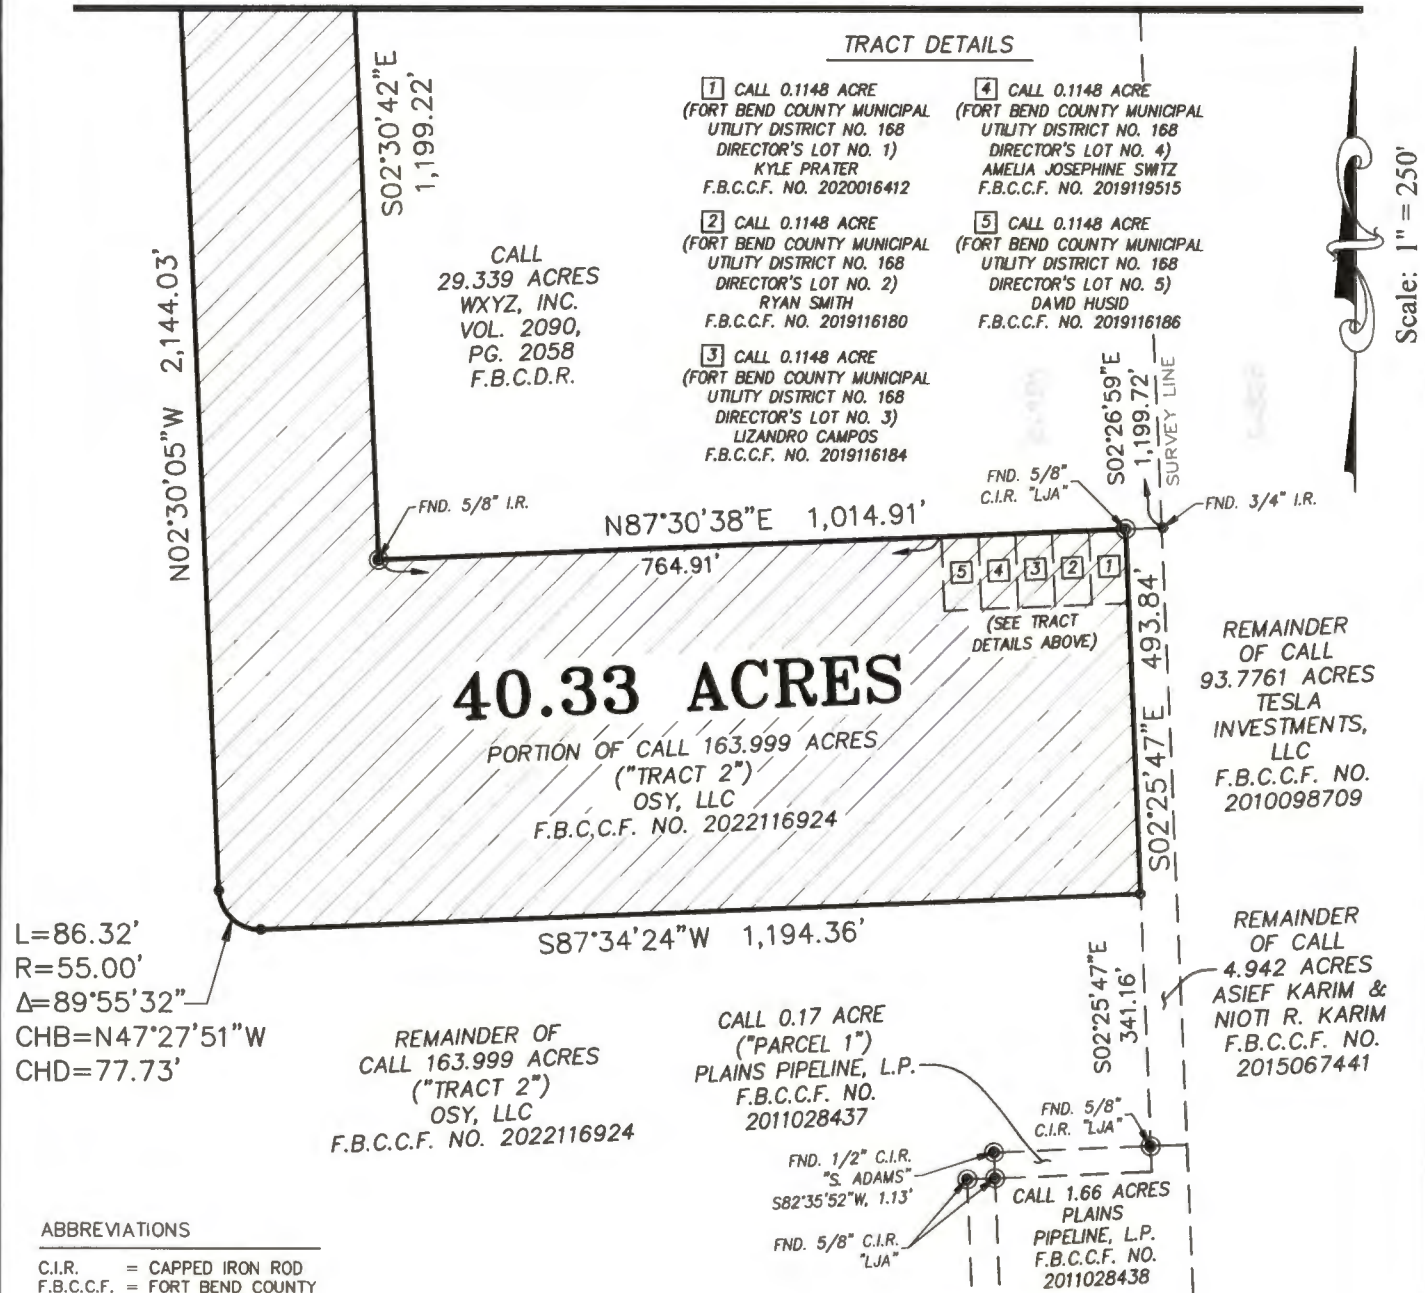 TRACT DETAILS
1 CALL 0.1148 ACRE
(FORT BEND COUNTY MUNICIPAL
UTILITY DISTRICT NO. 168
DIRECTOR'S LOT NO. 1)
KYLE PRATER
F.B.C.C.F. NO. 2020016412
2 CALL 0.1148 ACRE
(FORT BEND COUNTY MUNICIPAL
UTILITY DISTRICT NO. 168
DIRECTOR'S LOT NO. 2)
RYAN SMITH
F.B.C.C.F. NO. 2019116180
3 CALL 0.1148 ACRE
(FORT BEND COUNTY MUNICIPAL
UTILITY DISTRICT NO. 168
DIRECTOR'S LOT NO. 3)
LIZANDRO CAMPOS
F.B.C.C.F. NO. 2019116184
4 CALL 0.1148 ACRE
(FORT BEND COUNTY MUNICIPAL
UTILITY DISTRICT NO. 168
DIRECTOR'S LOT NO. 4)
AMELIA JOSEPHINE SWITZ
F.B.C.C.F. NO. 2019119515
5 CALL 0.1148 ACRE
(FORT BEND COUNTY MUNICIPAL
UTILITY DISTRICT NO. 168
DIRECTOR'S LOT NO. 5)
DAVID HUSID
F.B.C.C.F. NO. 2019116186
Scale: 1" = 250'
S02°30'42"E
1,199.22'
CALL
29.339 ACRES
WXYZ, INC.
VOL. 2090,
PG. 2058
F.B.C.D.R.
N02°30'05"W 2,144.03'
S02°26'59"E
1,199.72'
SURVEY LINE
FND. 5/8"
C.I.R. "LJA"
FND. 3/4" I.R.
FND. 5/8" I.R.
N87°30'38"E 1,014.91'
764.91'
5 4 3 2 1
(SEE TRACT
DETAILS ABOVE)
S02°25'47"E 493.84'
REMAINDER
OF CALL
93.7761 ACRES
TESLA
INVESTMENTS,
LLC
F.B.C.C.F. NO.
2010098709
40.33 ACRES
PORTION OF CALL 163.999 ACRES
("TRACT 2")
OSY, LLC
F.B.C.C.F. NO. 2022116924
S87°34'24"W 1,194.36'
L=86.32'
R=55.00'
Δ=89°55'32"
CHB=N47°27'51"W
CHD=77.73'
REMAINDER OF
CALL 163.999 ACRES
("TRACT 2")
OSY, LLC
F.B.C.C.F. NO. 2022116924
CALL 0.17 ACRE
("PARCEL 1")
PLAINS PIPELINE, L.P.
F.B.C.C.F. NO.
2011028437
S02°25'47"E
341.16'
REMAINDER
OF CALL
4.942 ACRES
ASIEF KARIM &
NIOTI R. KARIM
F.B.C.C.F. NO.
2015067441
FND. 5/8"
C.I.R. "LJA"
FND. 1/2" C.I.R.
"S. ADAMS"
S82°35'52"W, 1.13'
FND. 5/8" C.I.R.
"LJA"
CALL 1.66 ACRES
PLAINS
PIPELINE, L.P.
F.B.C.C.F. NO.
2011028438
ABBREVIATIONS
C.I.R. = CAPPED IRON ROD
F.B.C.C.F. = FORT BEND COUNTY